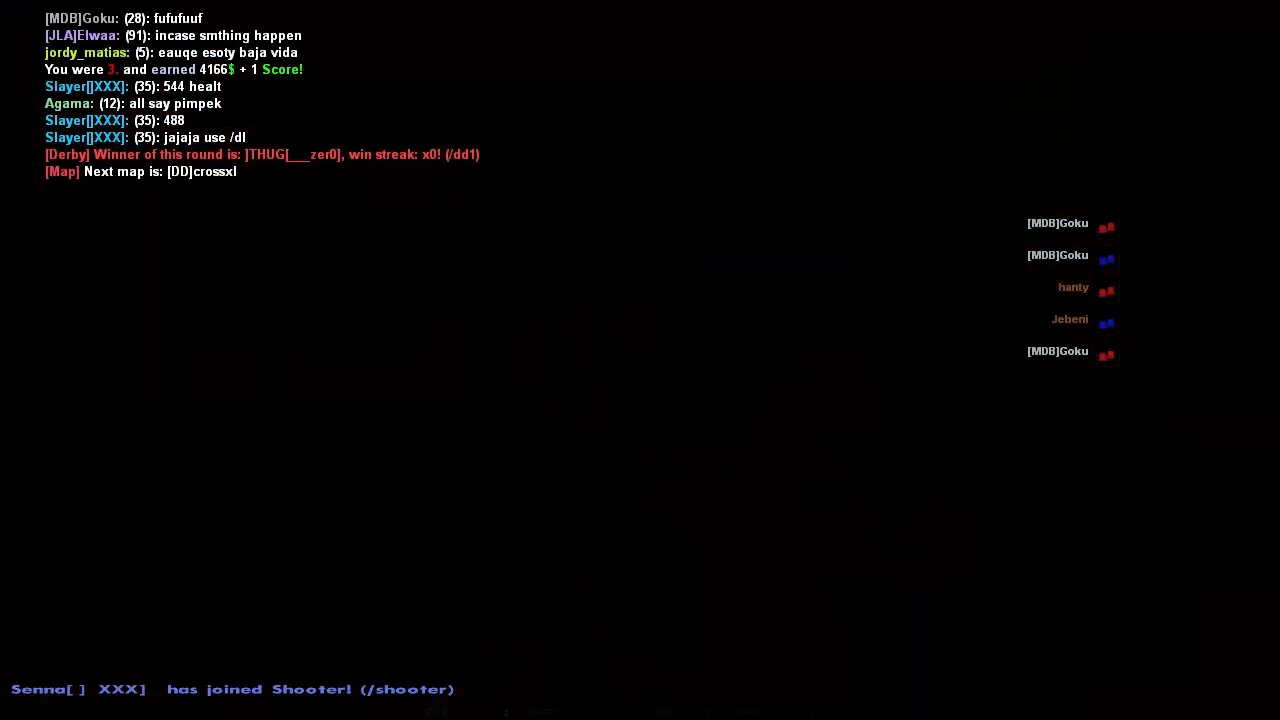 [MDB]Goku: (28): fufufuuf
[JLA]Elwaa: (91): incase smthing happen
jordy_matias: (5): eauqe esoty baja vida
You were 3. and earned 4166$ + 1 Score!
Slayer[]XXX]: (35): 544 healt
Agama: (12): all say pimpek
Slayer[]XXX]: (35): 488
Slayer[]XXX]: (35): jajaja use /dl
[Derby] Winner of this round is: ]THUG[___zer0], win streak: x0! (/dd1)
[Map] Next map is: [DD]crossxl
[MDB]Goku
[MDB]Goku
hanty
Jebeni
[MDB]Goku
Senna[ ] XXX] has joined Shooter! (/shooter)